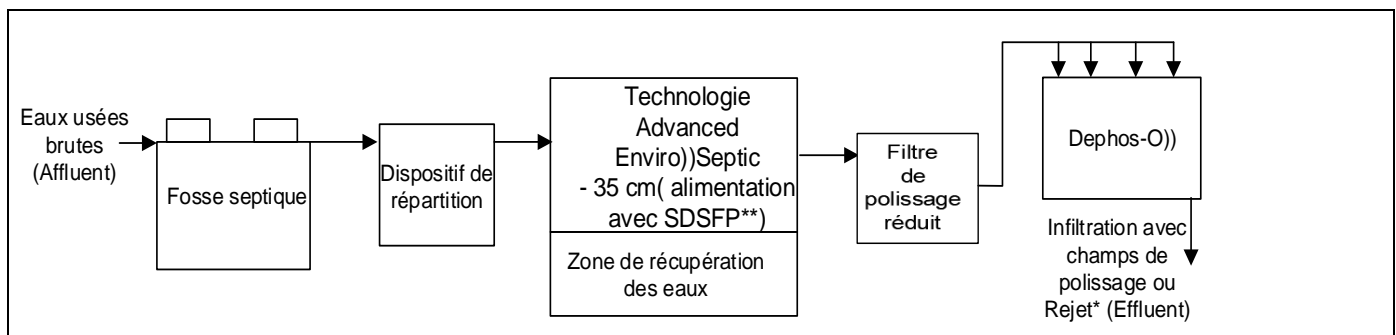 Eaux usées
brutes
(Affluent)
Fosse septique
Dispositif de
répartition
Technologie
Advanced
Enviro))Septic
- 35 cm( alimentation
avec SDSFP**)
Zone de récupération
des eaux
Filtre
de
polissage
réduit
Dephos-O))
Infiltration avec
champs de
polissage ou
Rejet* (Effluent)